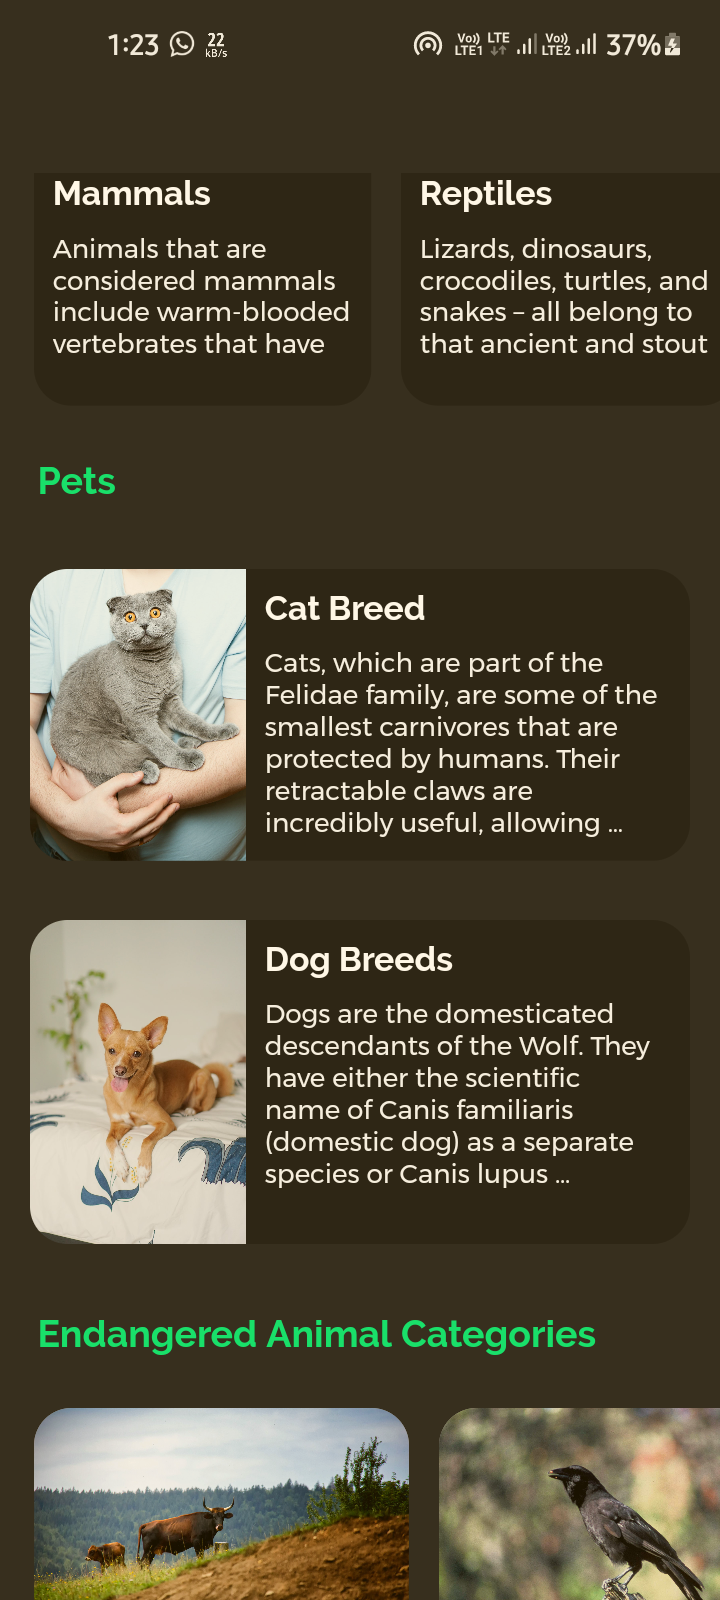 1:23 22 kB/s Vo)) LTE1 LTE Vo)) LTE2 37%
Mammals
Animals that are
considered mammals
include warm-blooded
vertebrates that have
Reptiles
Lizards, dinosaurs,
crocodiles, turtles, and
snakes – all belong to
that ancient and stout
Pets
Cat Breed
Cats, which are part of the
Felidae family, are some of the
smallest carnivores that are
protected by humans. Their
retractable claws are
incredibly useful, allowing ...
Dog Breeds
Dogs are the domesticated
descendants of the Wolf. They
have either the scientific
name of Canis familiaris
(domestic dog) as a separate
species or Canis lupus ...
Endangered Animal Categories